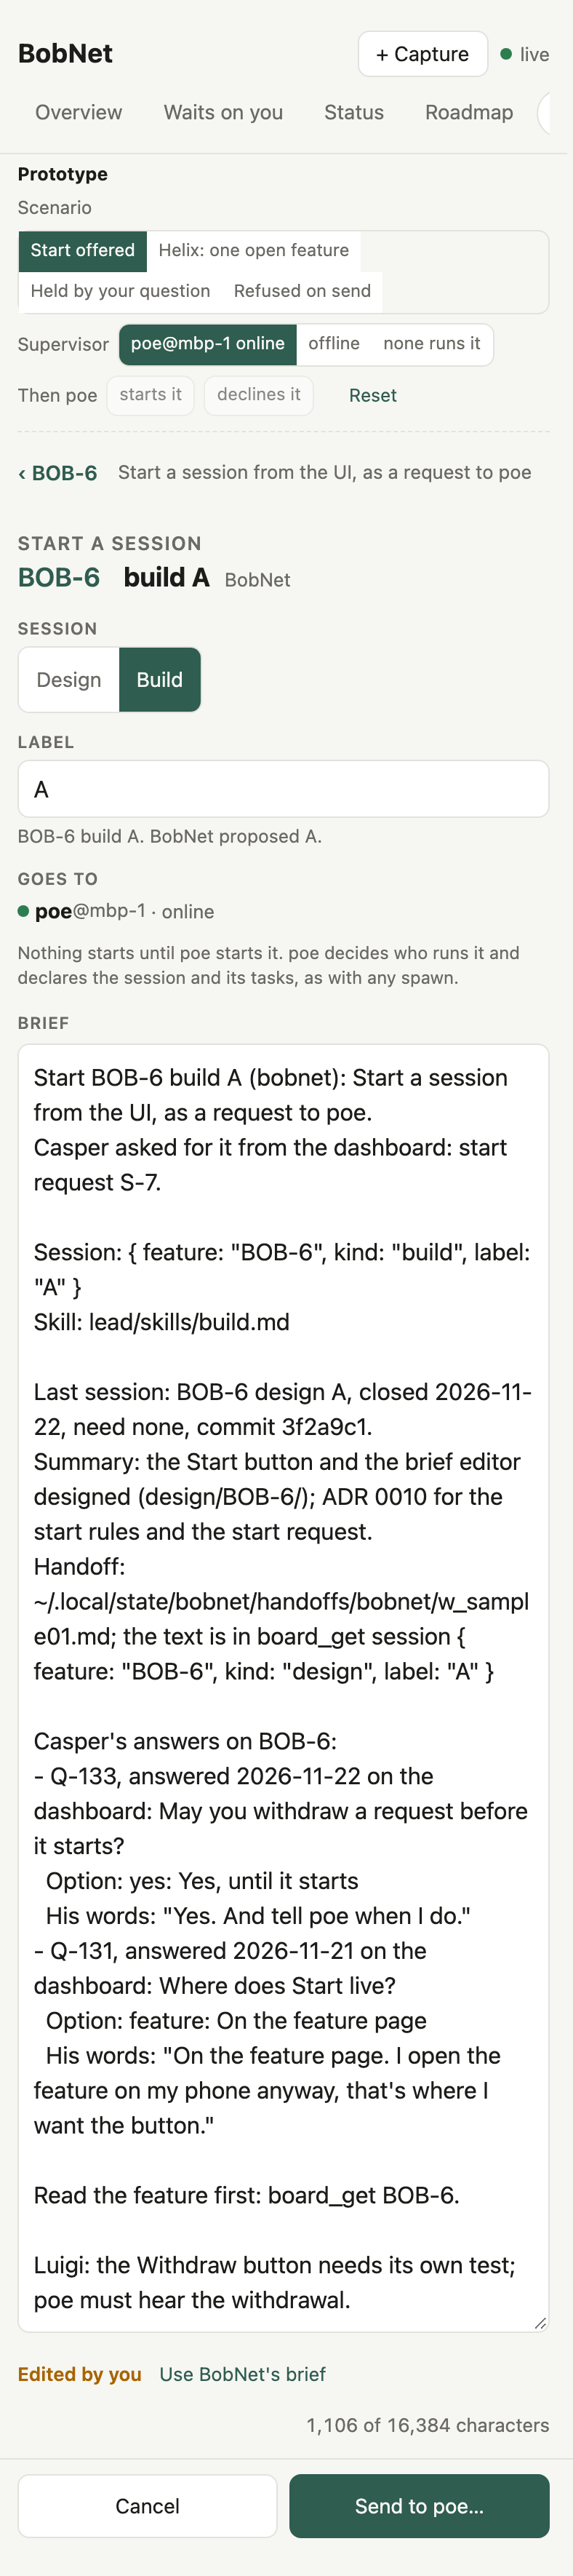 BobNet
+ Capture
live
Overview
Waits on you
Status
Roadmap
Prototype
Scenario
Start offered
Helix: one open feature
Held by your question
Refused on send
Supervisor
poe@mbp-1 online
offline
none runs it
Then poe
starts it
declines it
Reset
‹ BOB-6
Start a session from the UI, as a request to poe
START A SESSION
BOB-6 build A BobNet
SESSION
Design
Build
LABEL
A
BOB-6 build A. BobNet proposed A.
GOES TO
poe@mbp-1 · online
Nothing starts until poe starts it. poe decides who runs it and
declares the session and its tasks, as with any spawn.
BRIEF
Start BOB-6 build A (bobnet): Start a session
from the UI, as a request to poe.
Casper asked for it from the dashboard: start
request S-7.
Session: { feature: "BOB-6", kind: "build", label:
"A" }
Skill: lead/skills/build.md
Last session: BOB-6 design A, closed 2026-11-
22, need none, commit 3f2a9c1.
Summary: the Start button and the brief editor
designed (design/BOB-6/); ADR 0010 for the
start rules and the start request.
Handoff:
~/.local/state/bobnet/handoffs/bobnet/w_sampl
e01.md; the text is in board_get session {
feature: "BOB-6", kind: "design", label: "A" }
Casper's answers on BOB-6:
- Q-133, answered 2026-11-22 on the
dashboard: May you withdraw a request before
it starts?
Option: yes: Yes, until it starts
His words: "Yes. And tell poe when I do."
- Q-131, answered 2026-11-21 on the
dashboard: Where does Start live?
Option: feature: On the feature page
His words: "On the feature page. I open the
feature on my phone anyway, that's where I
want the button."
Read the feature first: board_get BOB-6.
Luigi: the Withdraw button needs its own test;
poe must hear the withdrawal.
Edited by you
Use BobNet's brief
1,106 of 16,384 characters
Cancel
Send to poe…